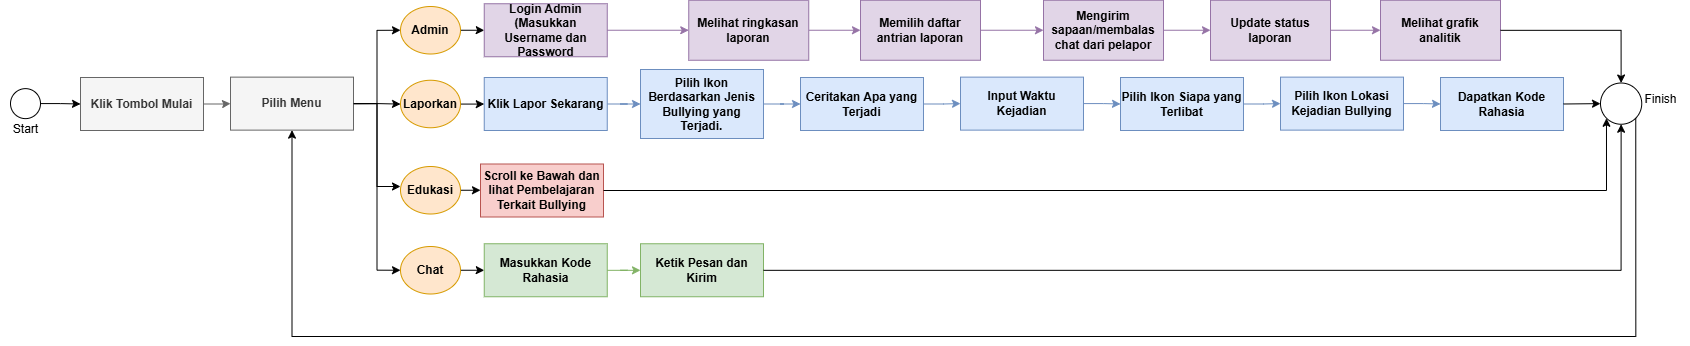 Start
Klik Tombol Mulai
Pilih Menu
Admin
Login Admin
(Masukkan
Username dan
Password
Melihat ringkasan
laporan
Memilih daftar
antrian laporan
Mengirim
sapaan/membalas
chat dari pelapor
Update status
laporan
Melihat grafik
analitik
Laporkan
Klik Lapor Sekarang
Pilih Ikon
Berdasarkan Jenis
Bullying yang
Terjadi.
Ceritakan Apa yang
Terjadi
Input Waktu
Kejadian
Pilih Ikon Siapa yang
Terlibat
Pilih Ikon Lokasi
Kejadian Bullying
Dapatkan Kode
Rahasia
Finish
Edukasi
Scroll ke Bawah dan
lihat Pembelajaran
Terkait Bullying
Chat
Masukkan Kode
Rahasia
Ketik Pesan dan
Kirim